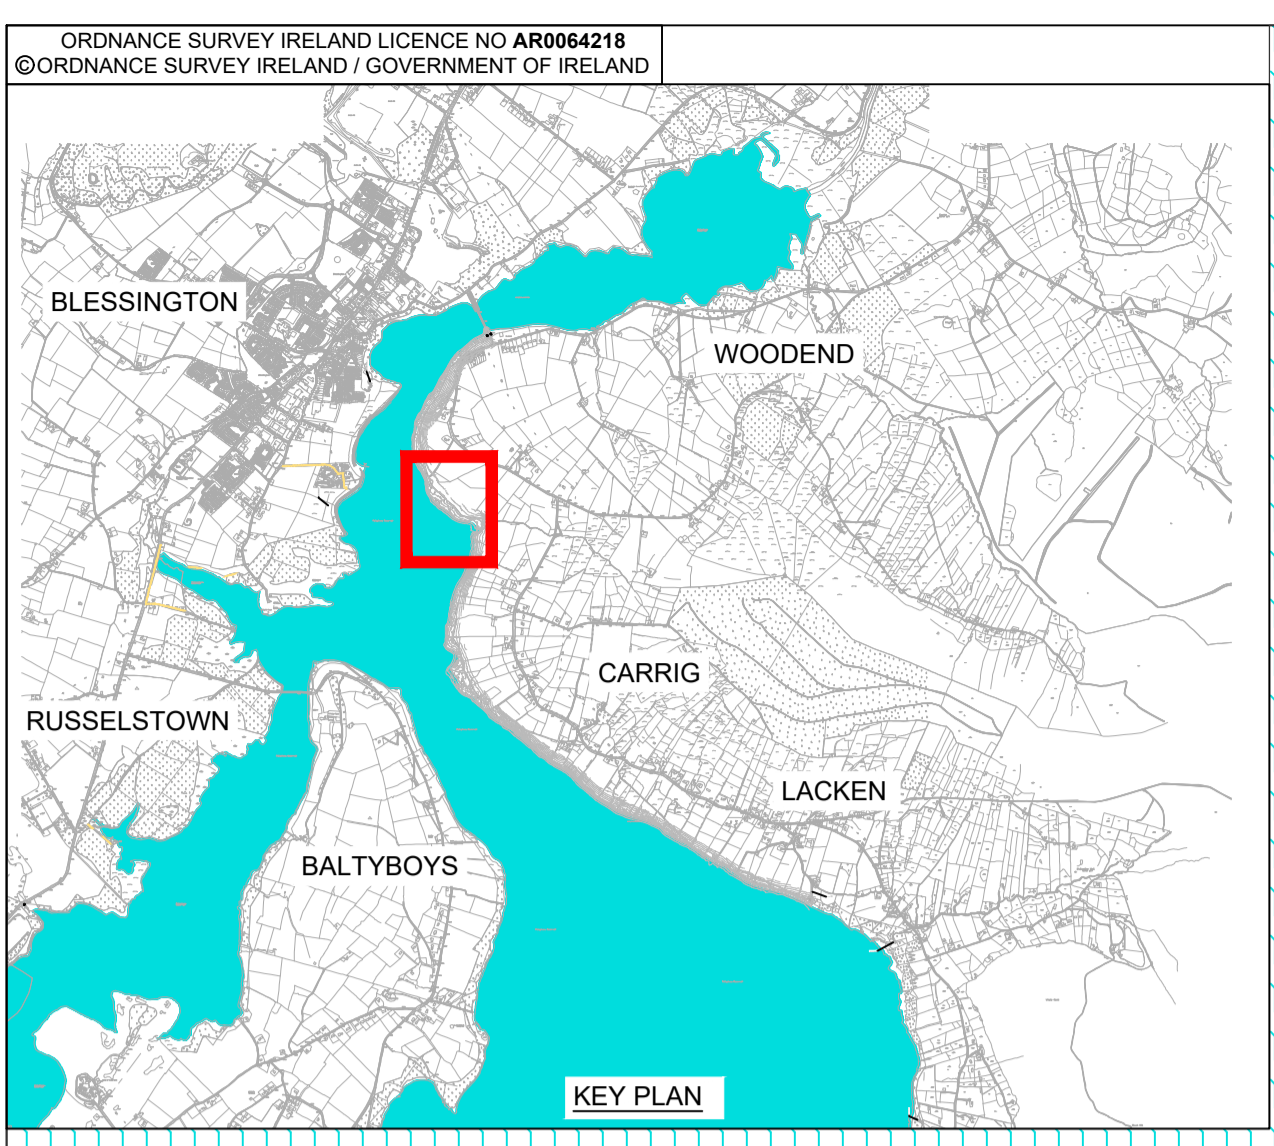 ORDNANCE SURVEY IRELAND LICENCE NO AR0064218
©ORDNANCE SURVEY IRELAND / GOVERNMENT OF IRELAND
BLESSINGTON
WOODEND
CARRIG
RUSSELSTOWN
LACKEN
BALTYBOYS
KEY PLAN